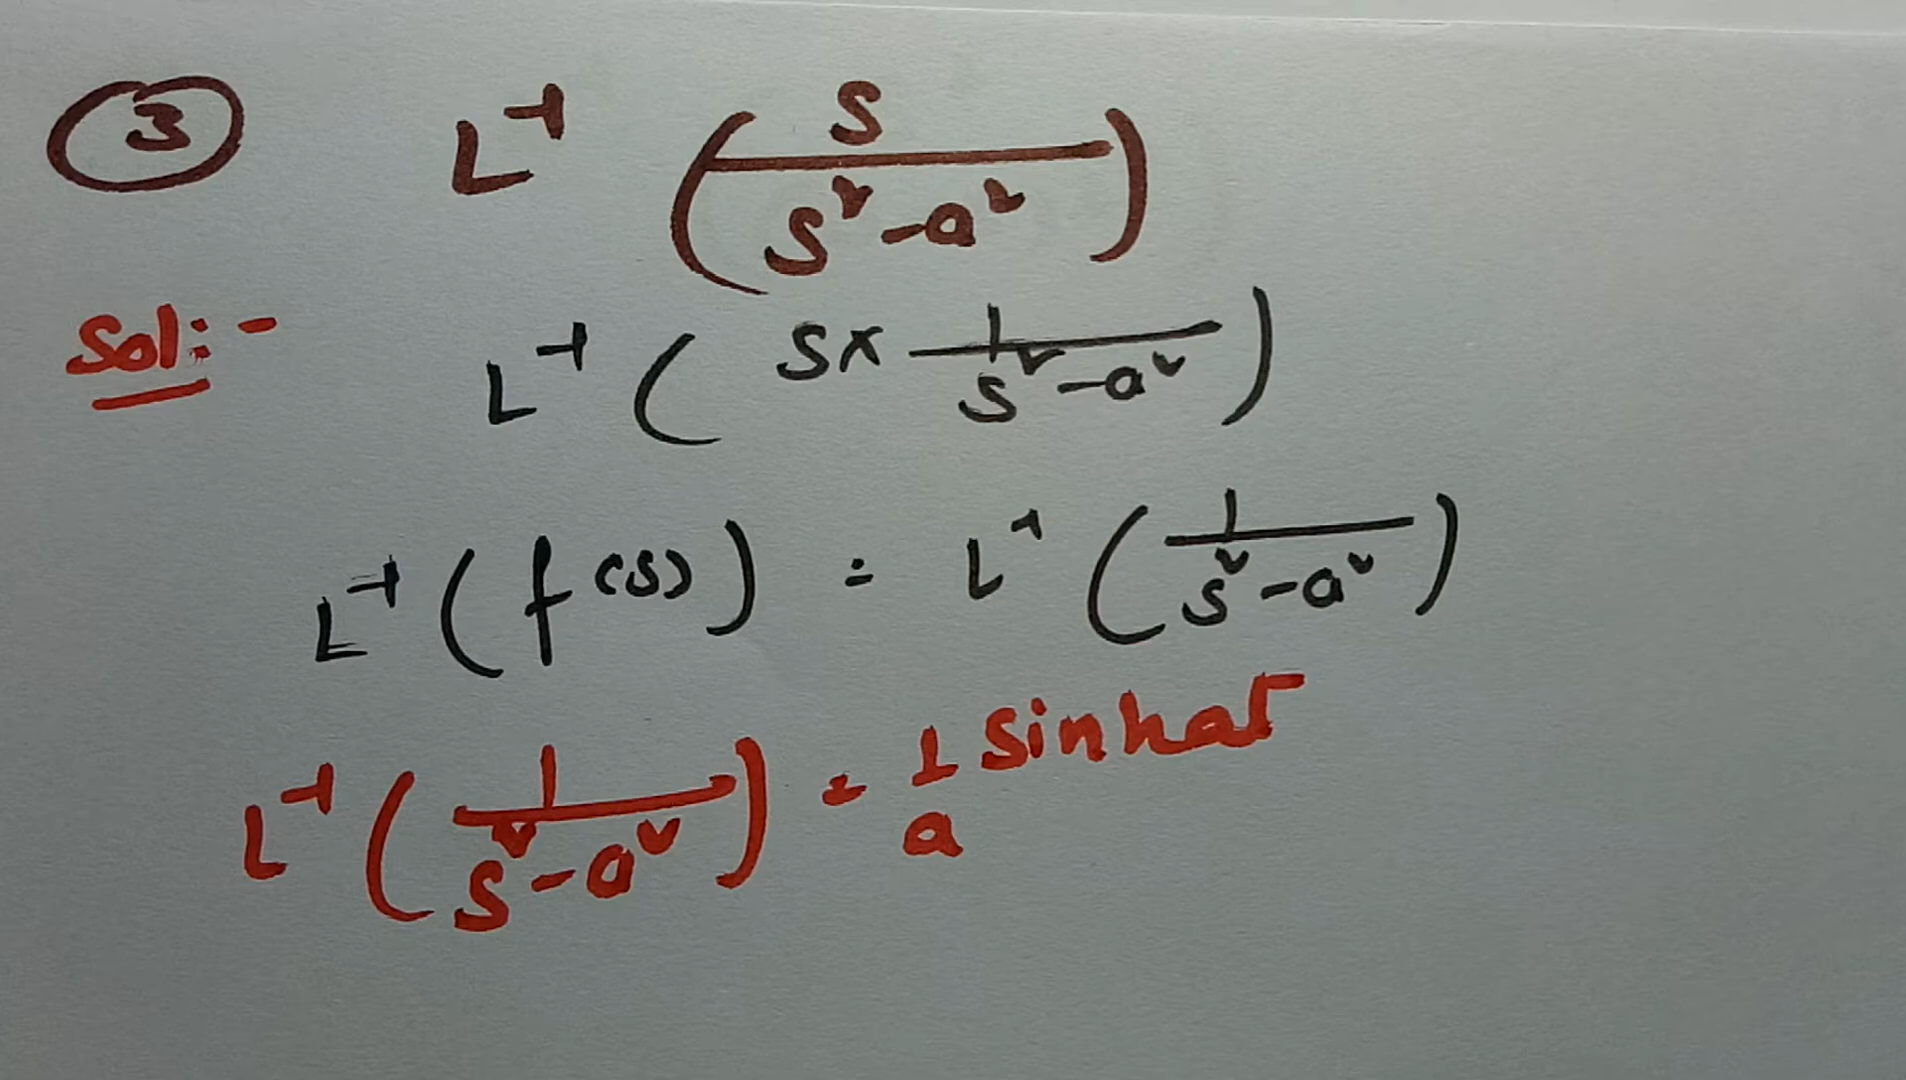 ③ L⁻¹ (s / (s² - a²))
Sol:-
L⁻¹ (s × 1 / (s² - a²))
L⁻¹ (f(s)) = L⁻¹ (1 / (s² - a²))
L⁻¹ (1 / (s² - a²)) = 1/a sinhat